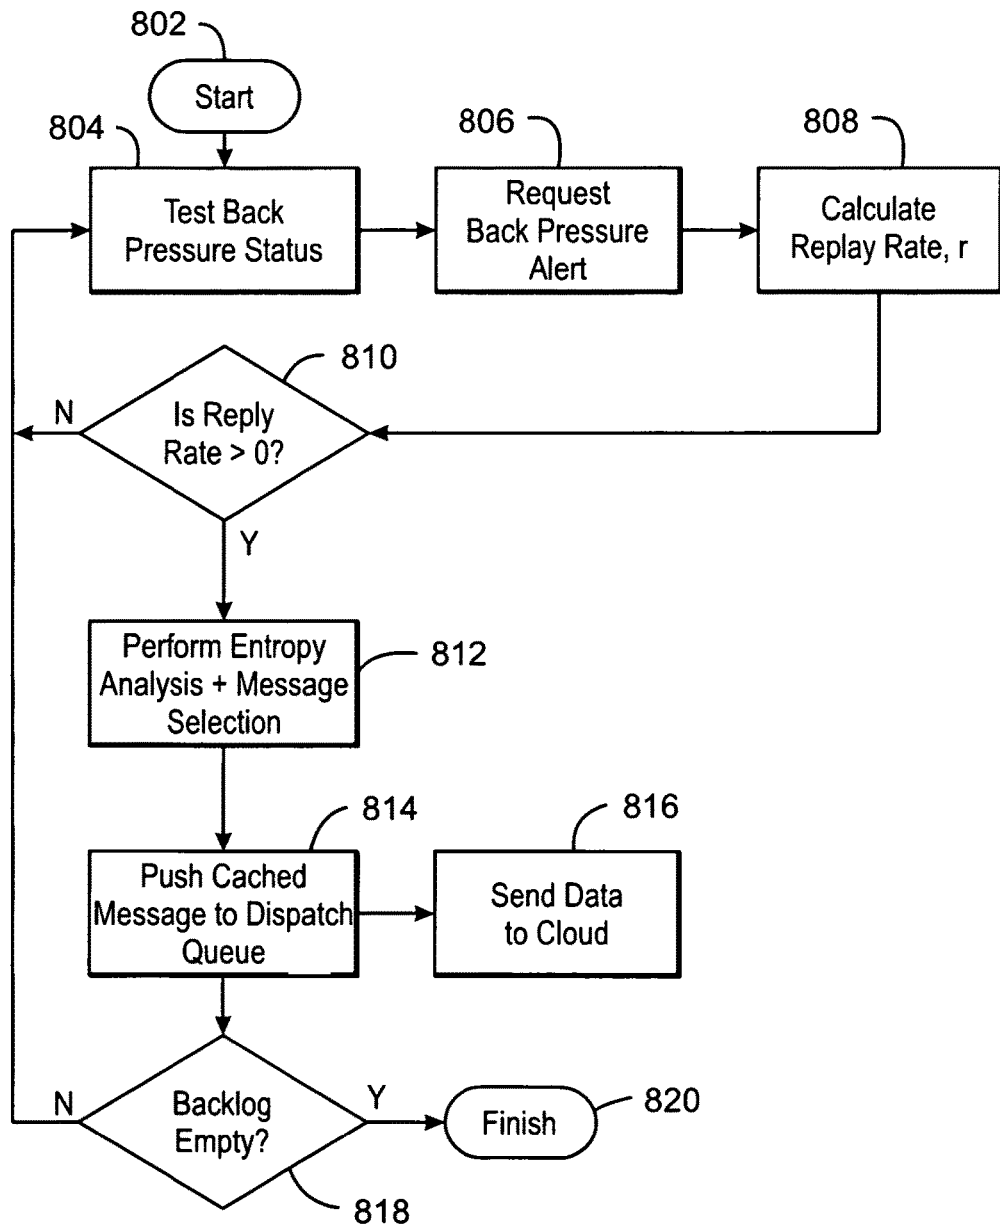 802
Start
804
Test Back
Pressure Status
806
Request
Back Pressure
Alert
808
Calculate
Replay Rate, r
810
Is Reply
Rate > 0?
N
Y
Perform Entropy
Analysis + Message
Selection
812
814
Push Cached
Message to Dispatch
Queue
816
Send Data
to Cloud
N
Backlog
Empty?
Y
Finish
820
818